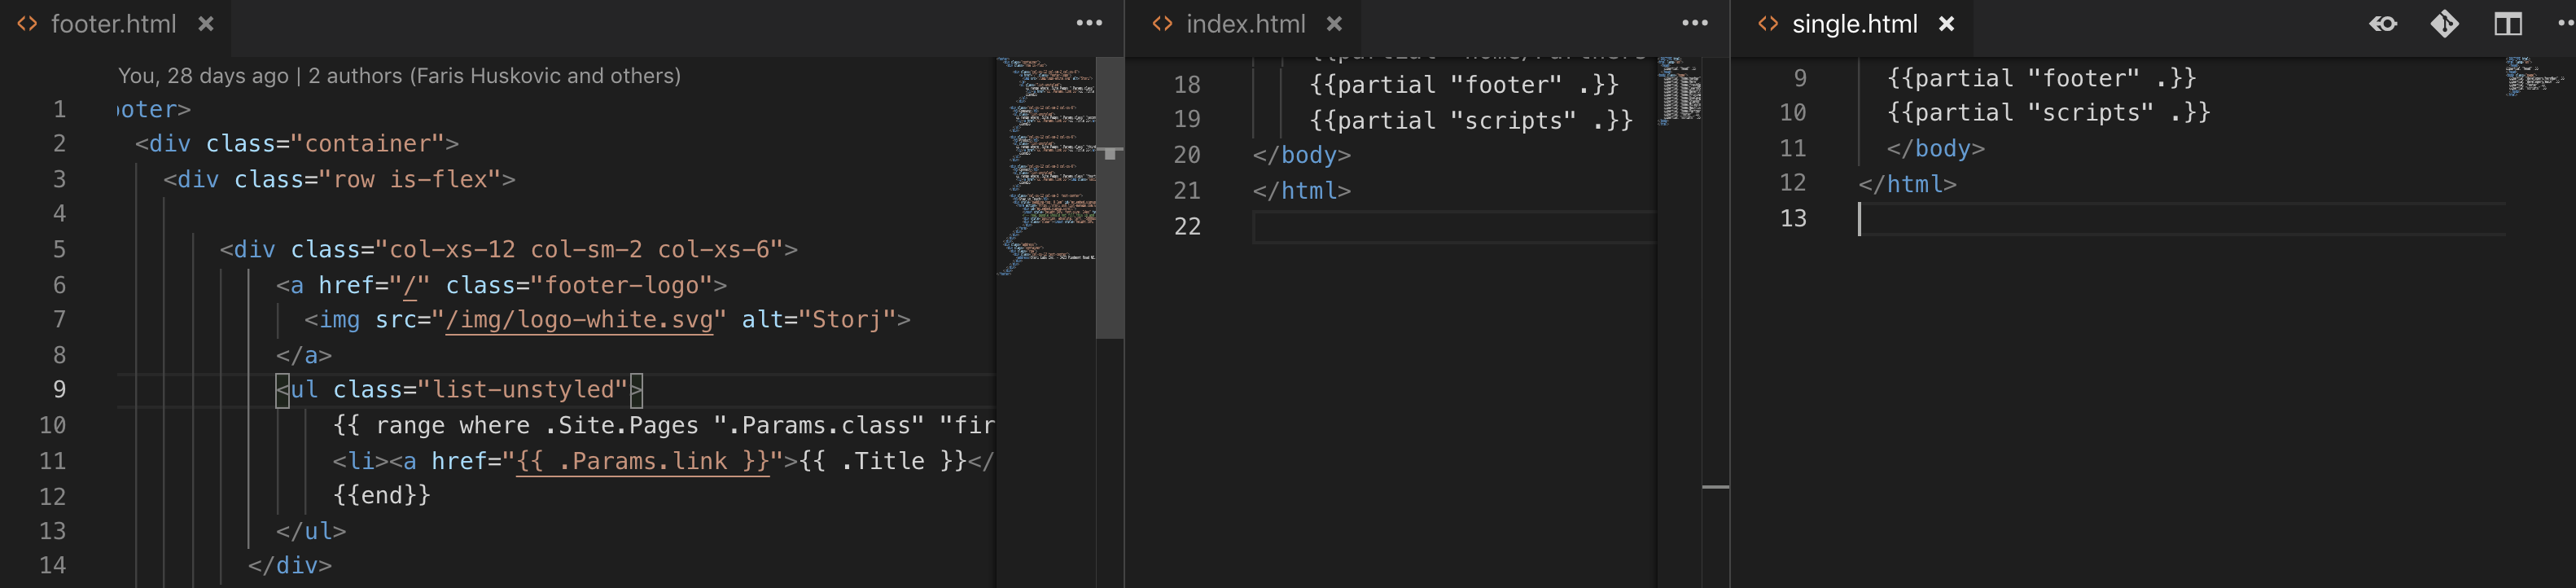 footer.html
You, 28 days ago | 2 authors (Faris Huskovic and others)
1 ooter>
2 <div class="container">
3 <div class="row is-flex">
4
5 <div class="col-xs-12 col-sm-2 col-xs-6">
6 <a href="/" class="footer-logo">
7 <img src="/img/logo-white.svg" alt="Storj">
8 </a>
9 <ul class="list-unstyled">
10 {{ range where .Site.Pages ".Params.class" "fir
11 <li><a href="{{ .Params.link }}">{{ .Title }}</
12 {{end}}
13 </ul>
14 </div>
index.html
18 {{partial "footer" .}}
19 {{partial "scripts" .}}
20 </body>
21 </html>
22
single.html
9 {{partial "footer" .}}
10 {{partial "scripts" .}}
11 </body>
12 </html>
13